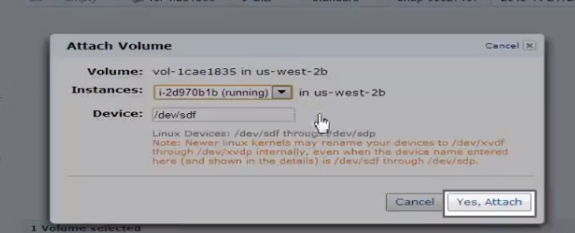 Attach Volume
Cancel
Volume: vol-1cae1835 in us-west-2b
Instances: i-2d970b1b (running) in us-west-2b
Device: /dev/sdf
Linux Devices: /dev/sdf through /dev/sdp
Note: Newer linux kernels may rename your devices to /dev/xvdf
through /dev/xvdp internally, even when the device name entered
here (and shown in the details) is /dev/sdf through /dev/sdp.
Cancel Yes, Attach
1 Volume selected